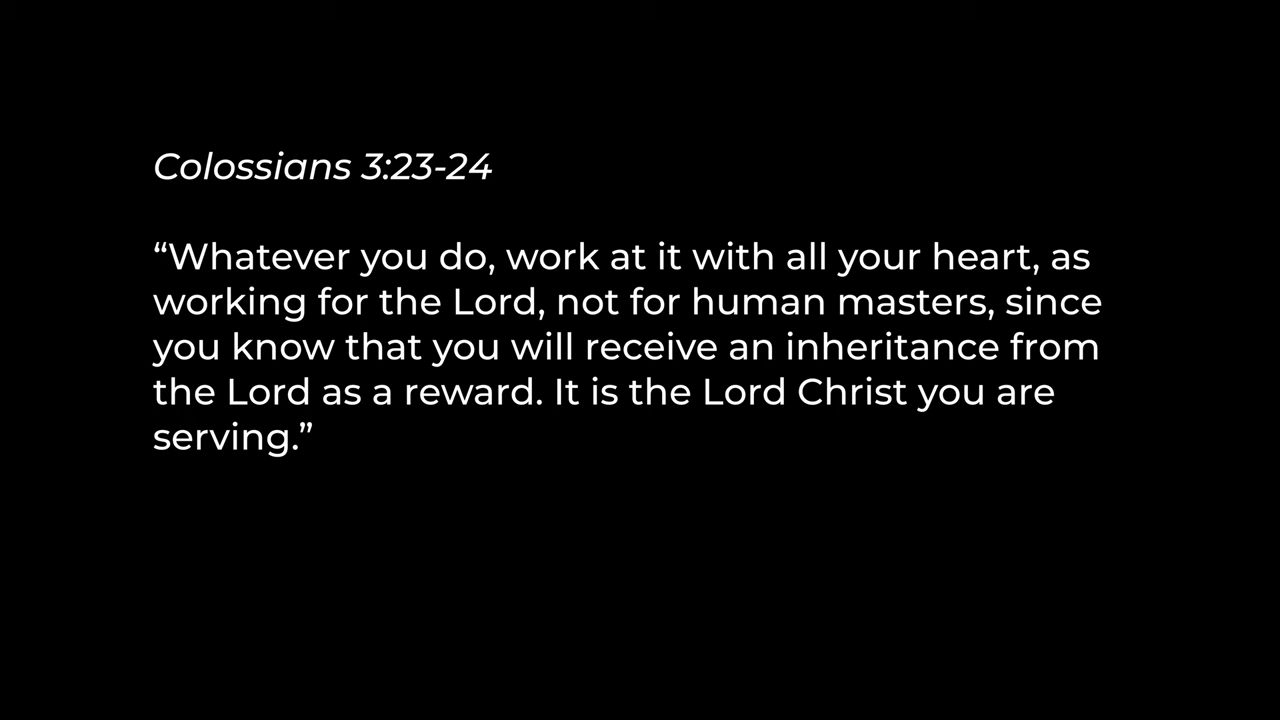 Colossians 3:23-24
“Whatever you do, work at it with all your heart, as
working for the Lord, not for human masters, since
you know that you will receive an inheritance from
the Lord as a reward. It is the Lord Christ you are
serving.”